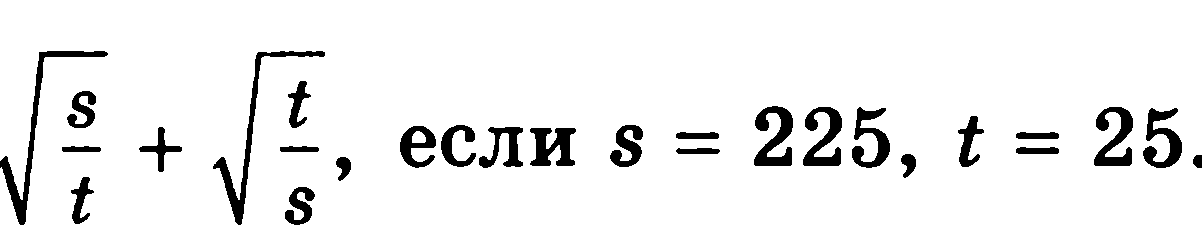 √(s/t) + √(t/s), если s = 225, t = 25.